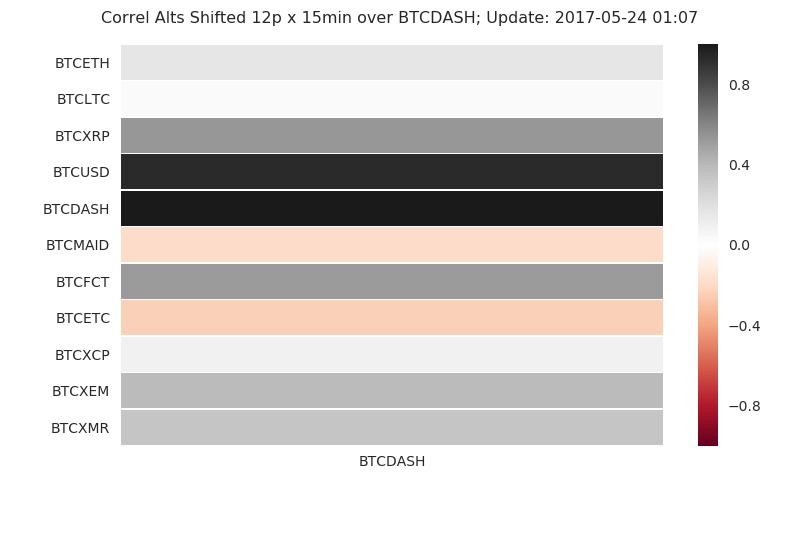 Correl Alts Shifted 12p x 15min over BTCDASH; Update: 2017-05-24 01:07
BTCETH
BTCLTC
BTCXRP
BTCUSD
BTCDASH
BTCMAID
BTCFCT
BTCETC
BTCXCP
BTCXEM
BTCXMR
BTCDASH
0.8
0.4
0.0
−0.4
−0.8